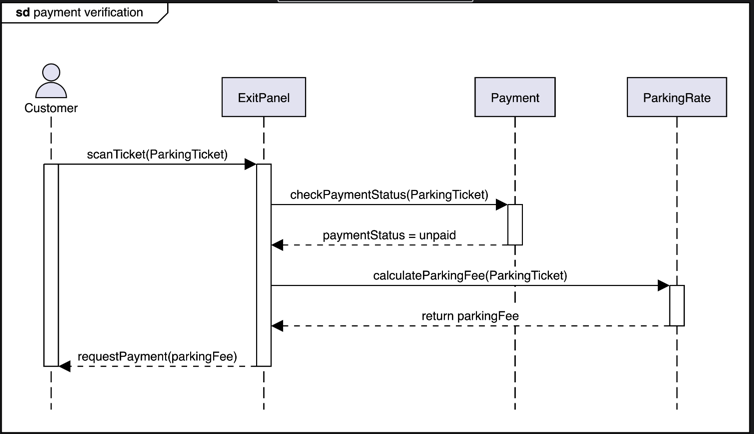 sd payment verification
Customer
ExitPanel
Payment
ParkingRate
scanTicket(ParkingTicket)
checkPaymentStatus(ParkingTicket)
paymentStatus = unpaid
calculateParkingFee(ParkingTicket)
return parkingFee
requestPayment(parkingFee)